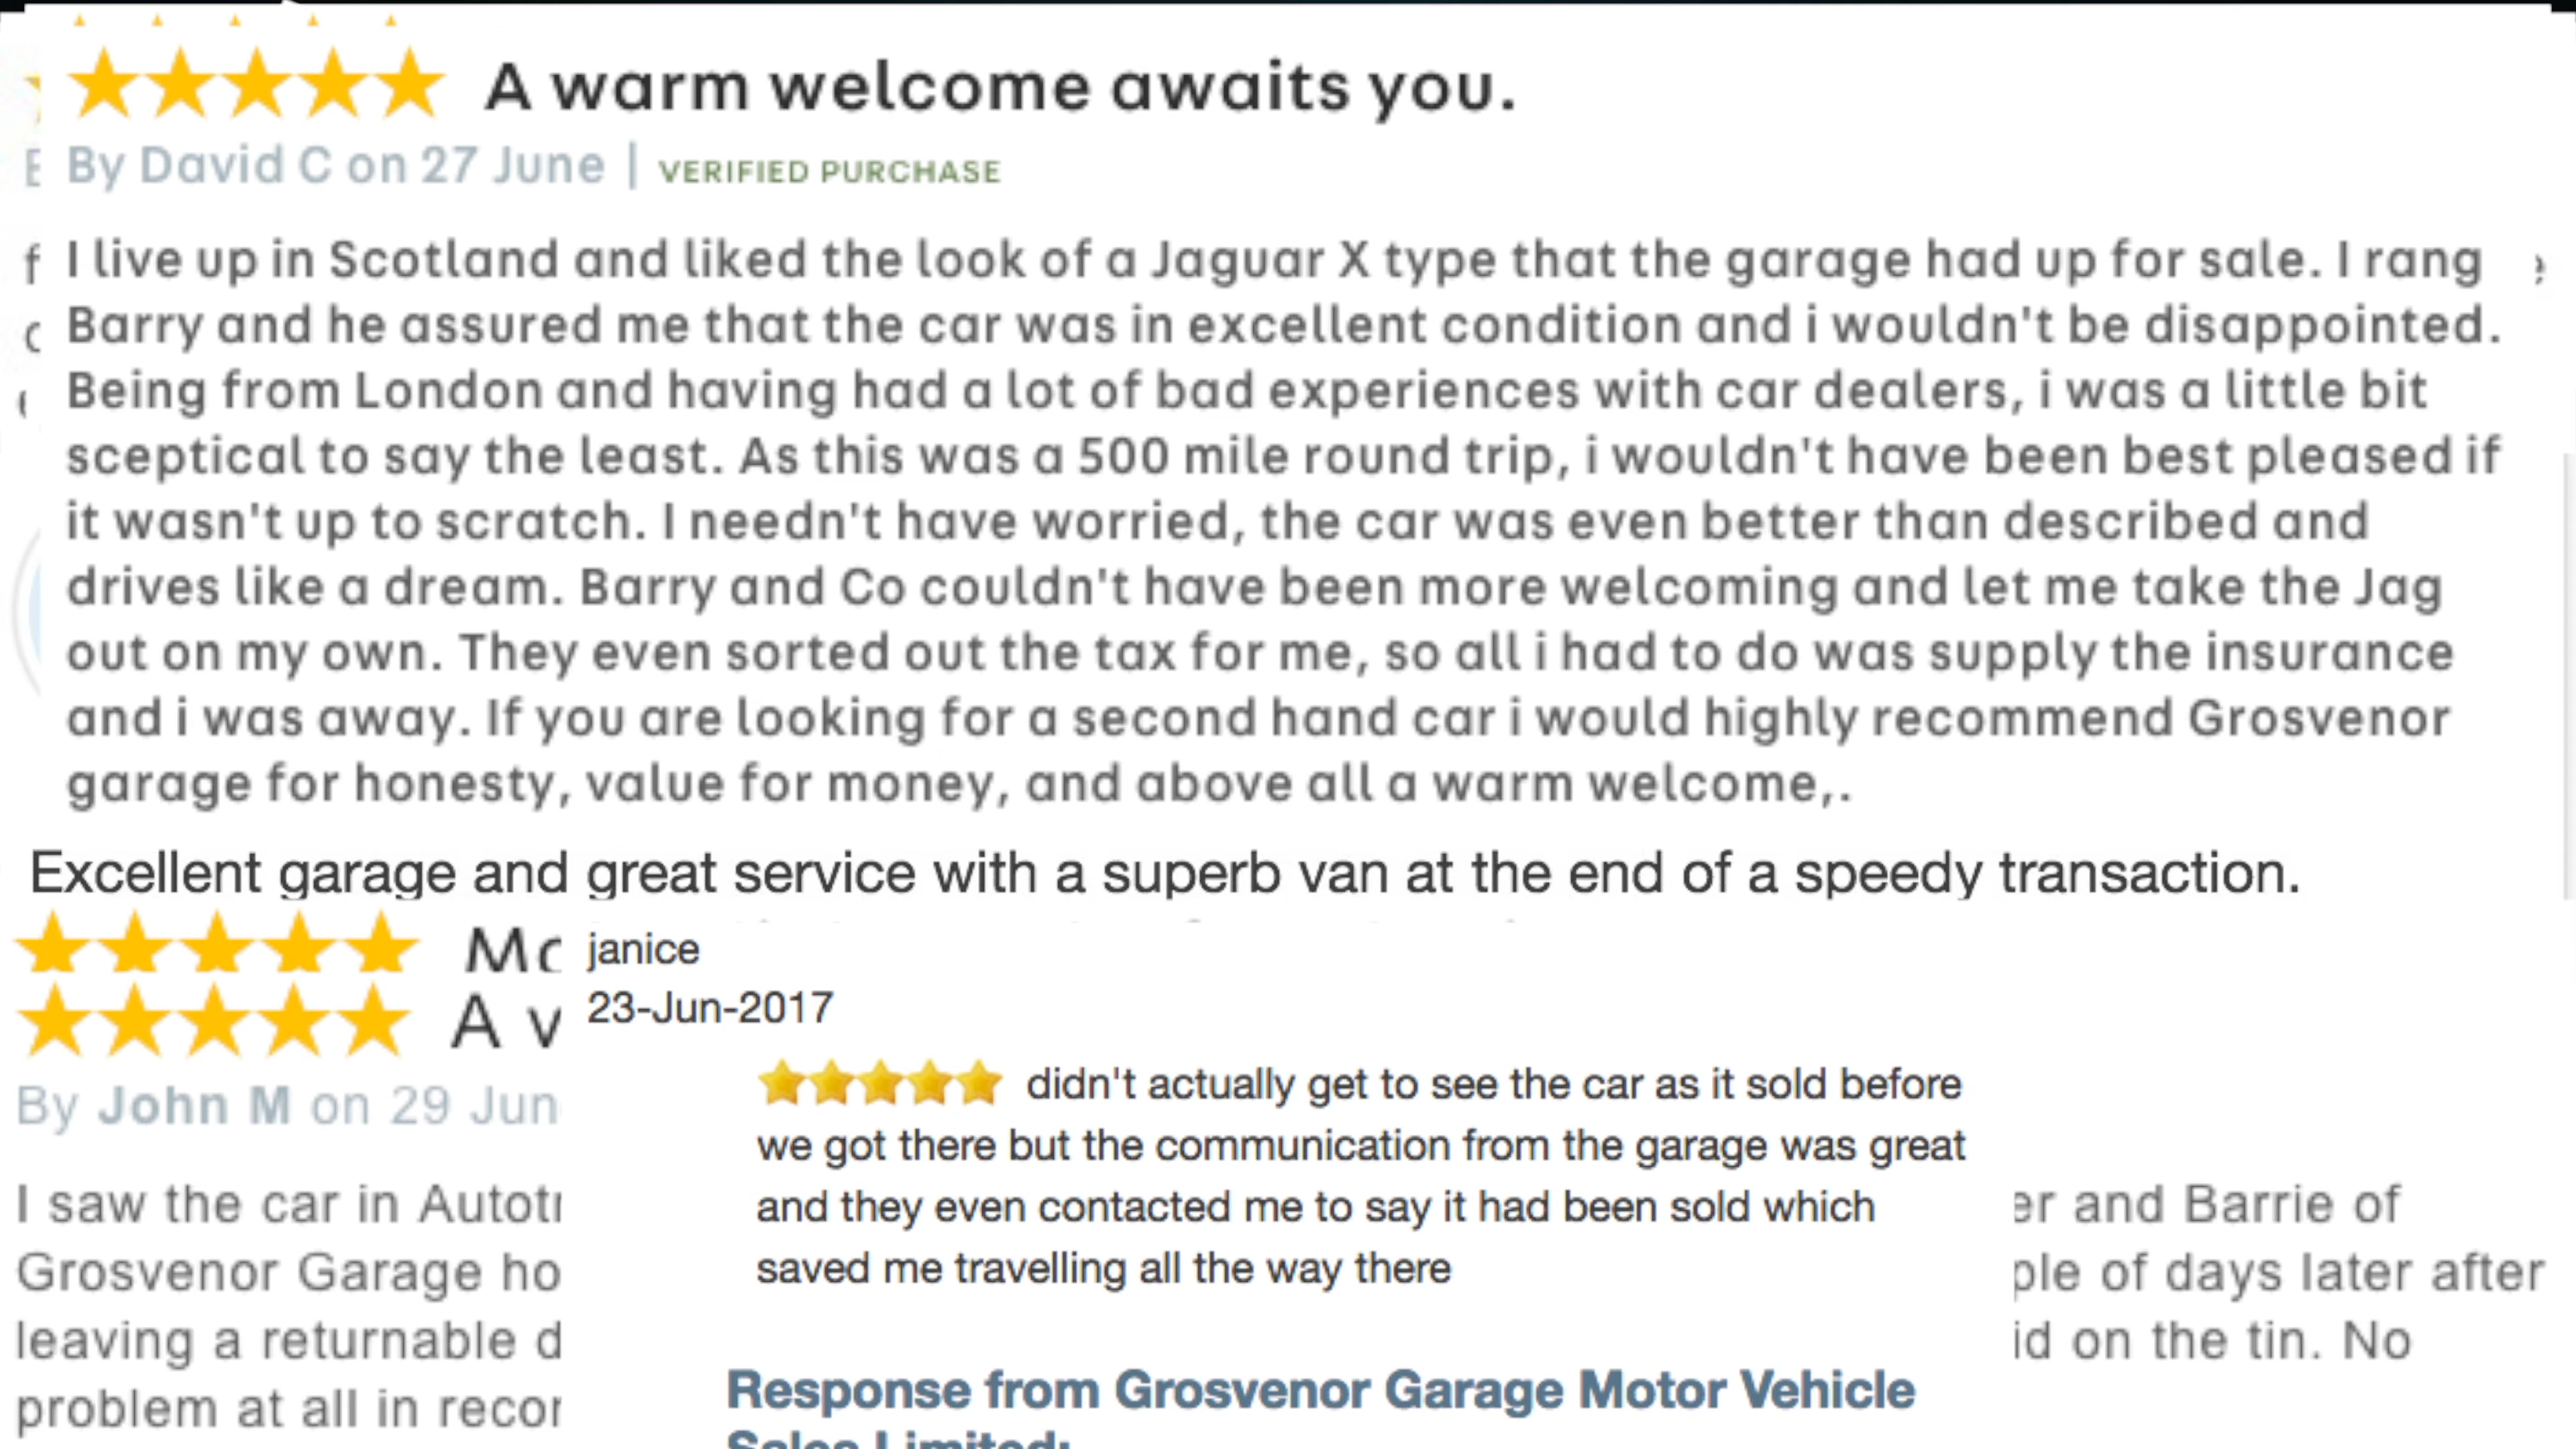 A warm welcome awaits you.
By David C on 27 June | VERIFIED PURCHASE
I live up in Scotland and liked the look of a Jaguar X type that the garage had up for sale. I rang
Barry and he assured me that the car was in excellent condition and i wouldn't be disappointed.
Being from London and having had a lot of bad experiences with car dealers, i was a little bit
sceptical to say the least. As this was a 500 mile round trip, i wouldn't have been best pleased if
it wasn't up to scratch. I needn't have worried, the car was even better than described and
drives like a dream. Barry and Co couldn't have been more welcoming and let me take the Jag
out on my own. They even sorted out the tax for me, so all i had to do was supply the insurance
and i was away. If you are looking for a second hand car i would highly recommend Grosvenor
garage for honesty, value for money, and above all a warm welcome,.
Excellent garage and great service with a superb van at the end of a speedy transaction.
janice
23-Jun-2017
A
By John M on 29 Jun
didn't actually get to see the car as it sold before
we got there but the communication from the garage was great
and they even contacted me to say it had been sold which
saved me travelling all the way there
I saw the car in
and Barrie of
Grosvenor Garage
of days later after
leaving a returnable
on the tin. No
problem at all in
Response from Grosvenor Garage Motor Vehicle
Sales Limited: